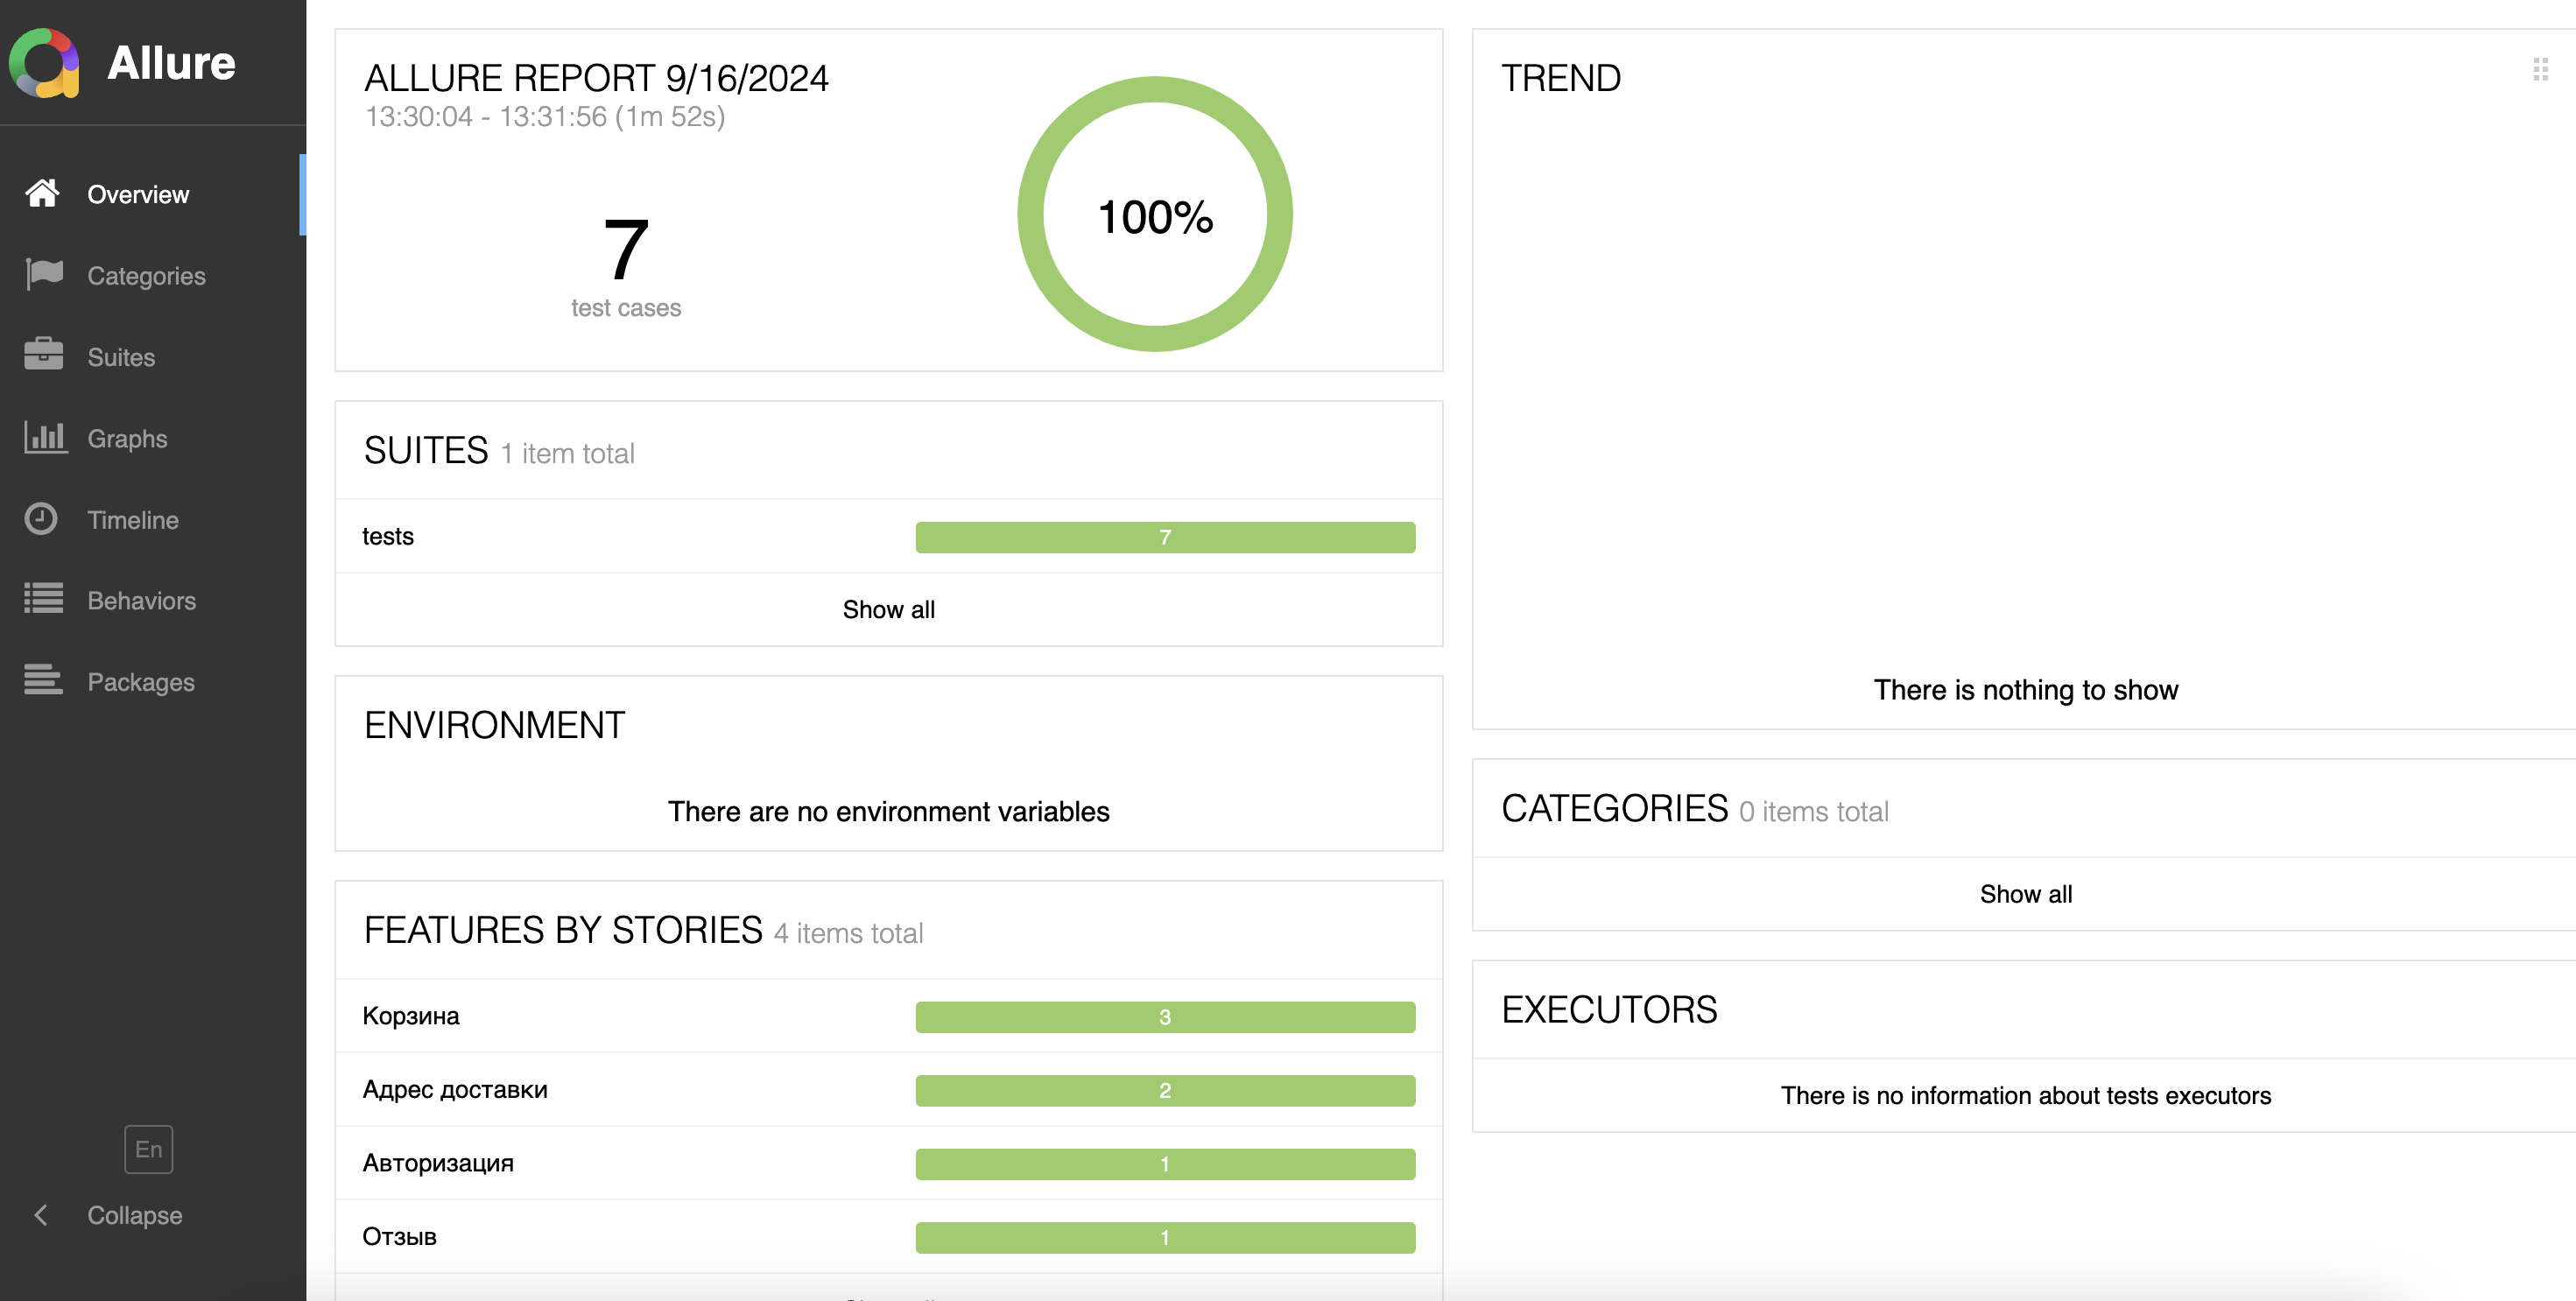 Allure
Overview
Categories
Suites
Graphs
Timeline
Behaviors
Packages
En
Collapse
ALLURE REPORT 9/16/2024
13:30:04 - 13:31:56 (1m 52s)
7
test cases
100%
SUITES 1 item total
tests 7
Show all
ENVIRONMENT
There are no environment variables
FEATURES BY STORIES 4 items total
Корзина 3
Адрес доставки 2
Авторизация 1
Отзыв 1
TREND
There is nothing to show
CATEGORIES 0 items total
Show all
EXECUTORS
There is no information about tests executors